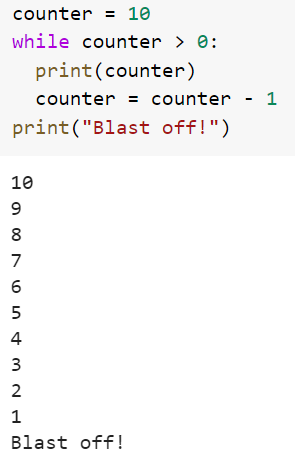 counter = 10
while counter > 0:
  print(counter)
  counter = counter - 1
print("Blast off!")
10
9
8
7
6
5
4
3
2
1
Blast off!